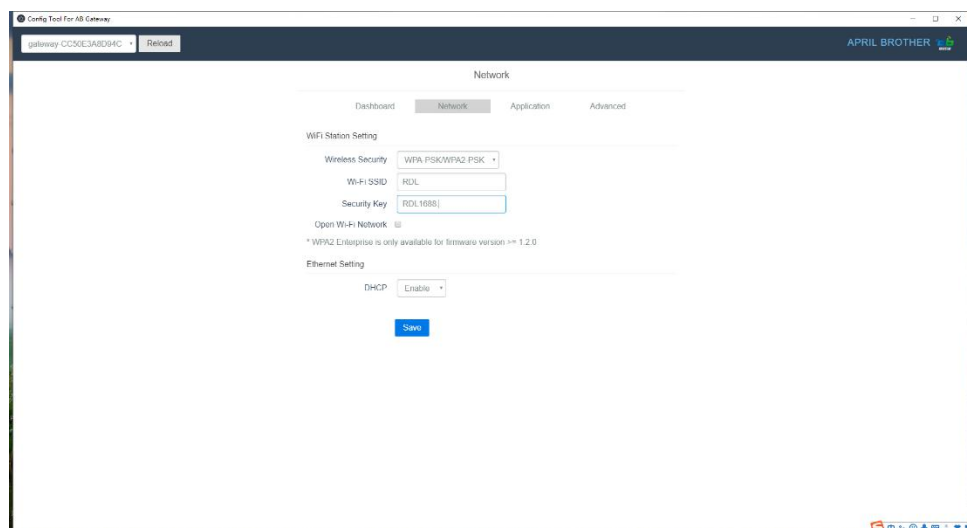 Config Tool For AB Gateway
gateway-CC50E3A8D94C Reload APRIL BROTHER
Network
Dashboard Network Application Advanced
WiFi Station Setting
Wireless Security WPA-PSK/WPA2-PSK
Wi-Fi SSID RDL
Security Key RDL1688
Open Wi-Fi Network
* WPA2 Enterprise is only available for firmware version >= 1.2.0
Ethernet Setting
DHCP Enable
Save